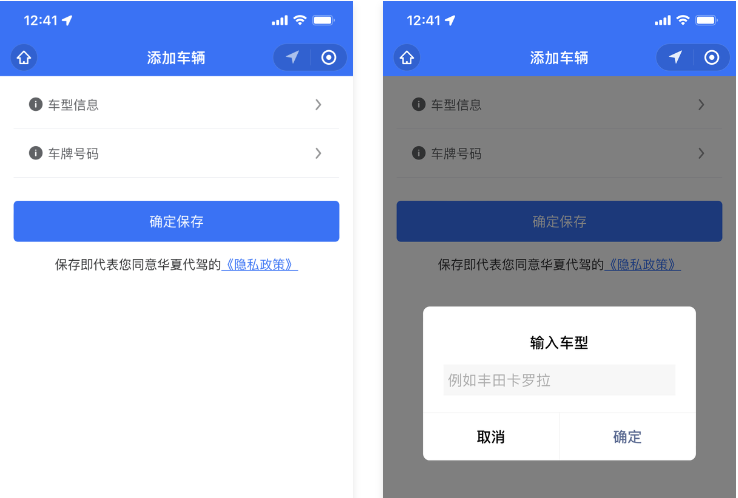 12:41
添加车辆
车型信息
车牌号码
确定保存
保存即代表您同意华夏代驾的《隐私政策》
12:41
添加车辆
车型信息
车牌号码
确定保存
保存即代表您同意华夏代驾的《隐私政策》
输入车型
例如丰田卡罗拉
取消
确定